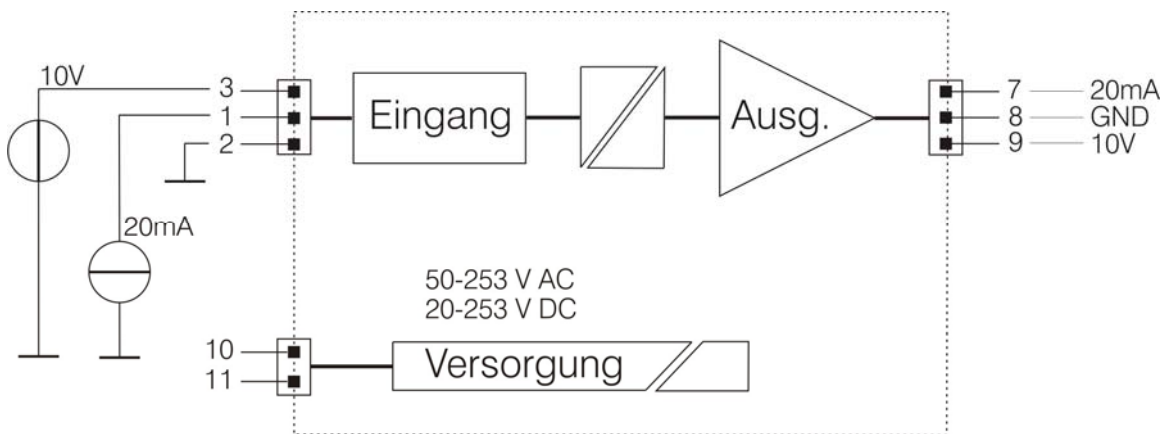 10V
3
1
2
20mA
Eingang
Ausg.
7 20mA
8 GND
9 10V
50-253 V AC
20-253 V DC
10
11
Versorgung